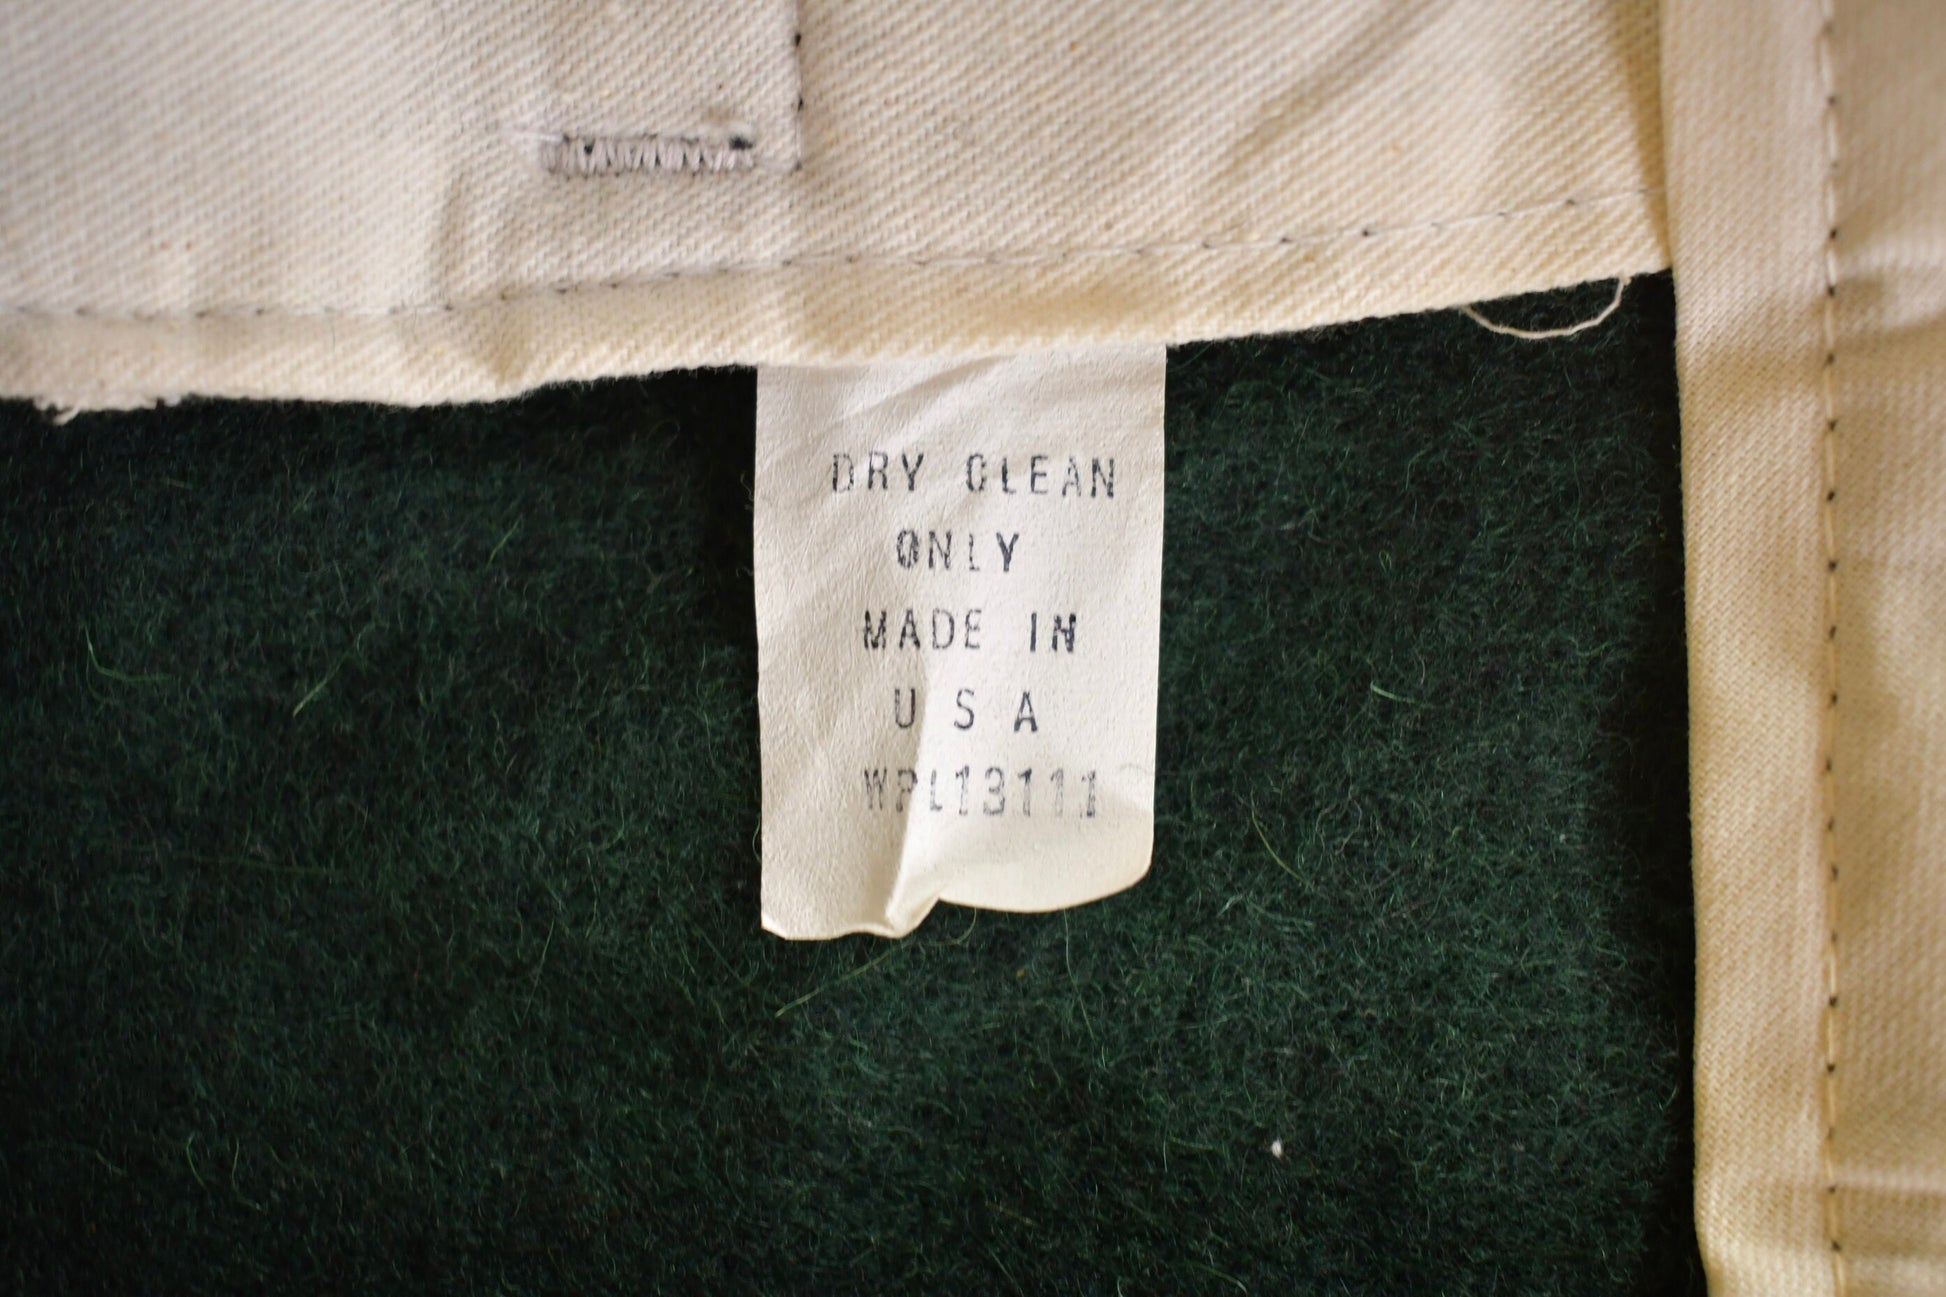 DRY CLEAN
ONLY
MADE IN
U S A
WPL13111